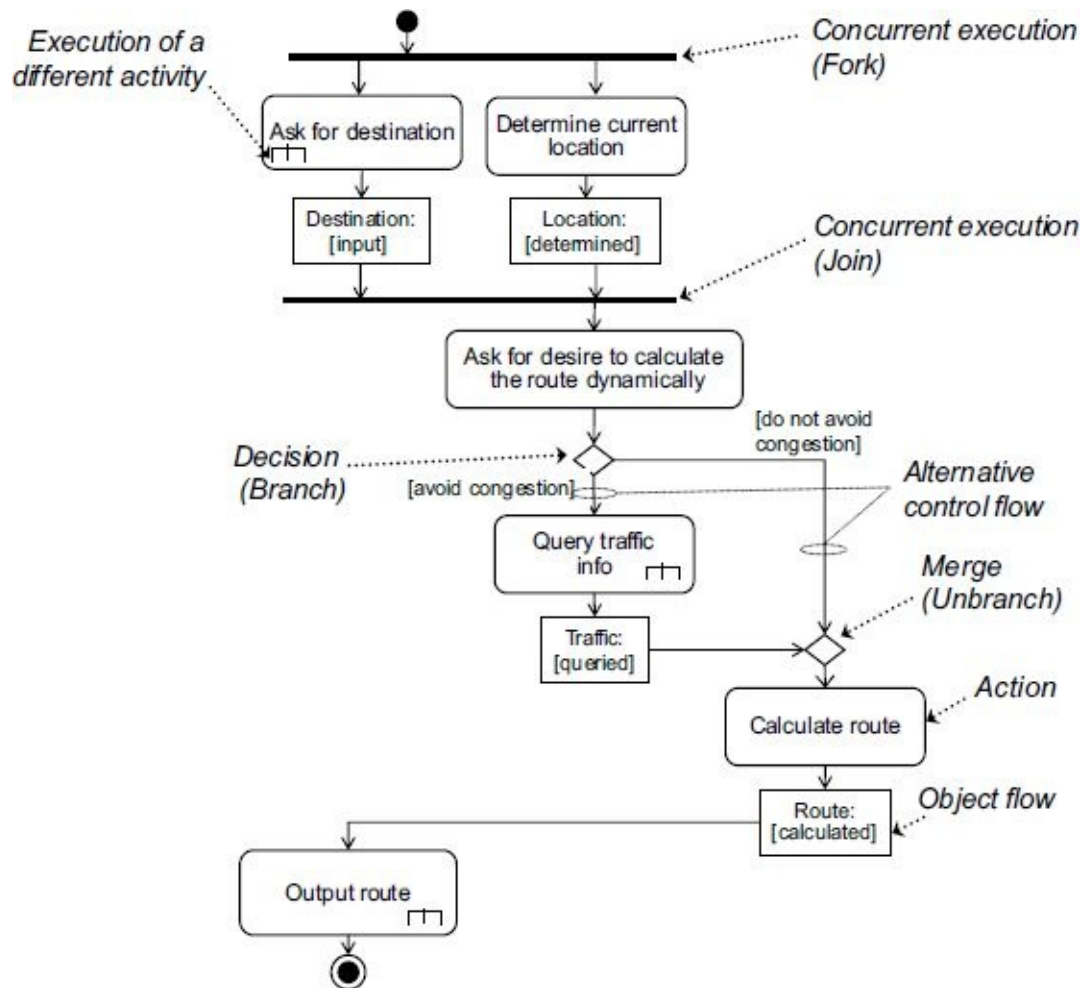 Execution of a
different activity
Concurrent execution
(Fork)
Ask for destination
Determine current
location
Destination:
[input]
Location:
[determined]
Concurrent execution
(Join)
Ask for desire to calculate
the route dynamically
[do not avoid
congestion]
Decision
(Branch)
[avoid congestion]
Alternative
control flow
Query traffic
info
Merge
(Unbranch)
Traffic:
[queried]
Action
Calculate route
Route:
[calculated]
Object flow
Output route